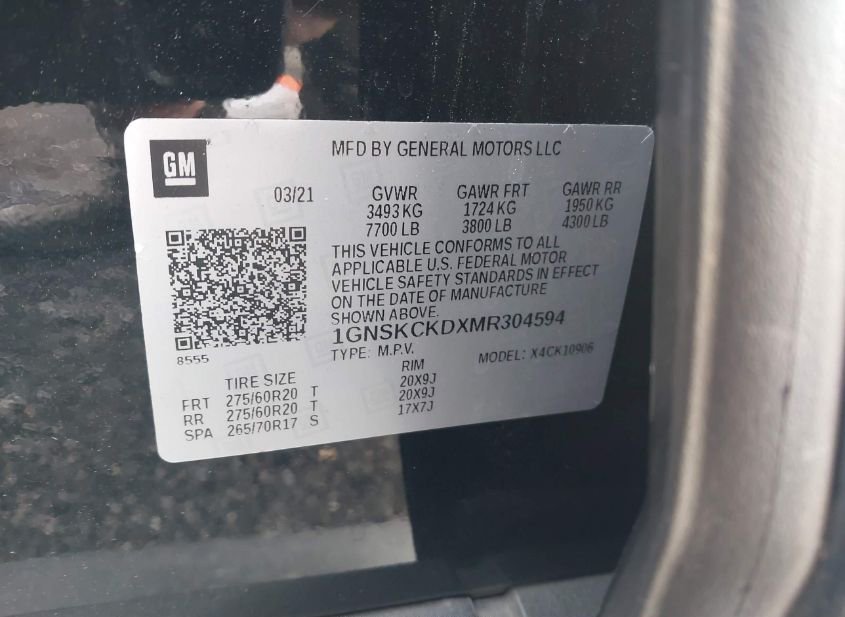 GM
MFD BY GENERAL MOTORS LLC
03/21 GVWR GAWR FRT GAWR RR
3493 KG 1724 KG 1950 KG
7700 LB 3800 LB 4300 LB
THIS VEHICLE CONFORMS TO ALL
APPLICABLE U.S. FEDERAL MOTOR
VEHICLE SAFETY STANDARDS IN EFFECT
ON THE DATE OF MANUFACTURE
SHOWN ABOVE.
1GNSKCKDXMR304594
8555
TYPE: M.P.V. MODEL: X4CK10906
TIRE SIZE RIM
FRT 275/60R20 T 20X9J
RR 275/60R20 T 20X9J
SPA 265/70R17 S 17X7J